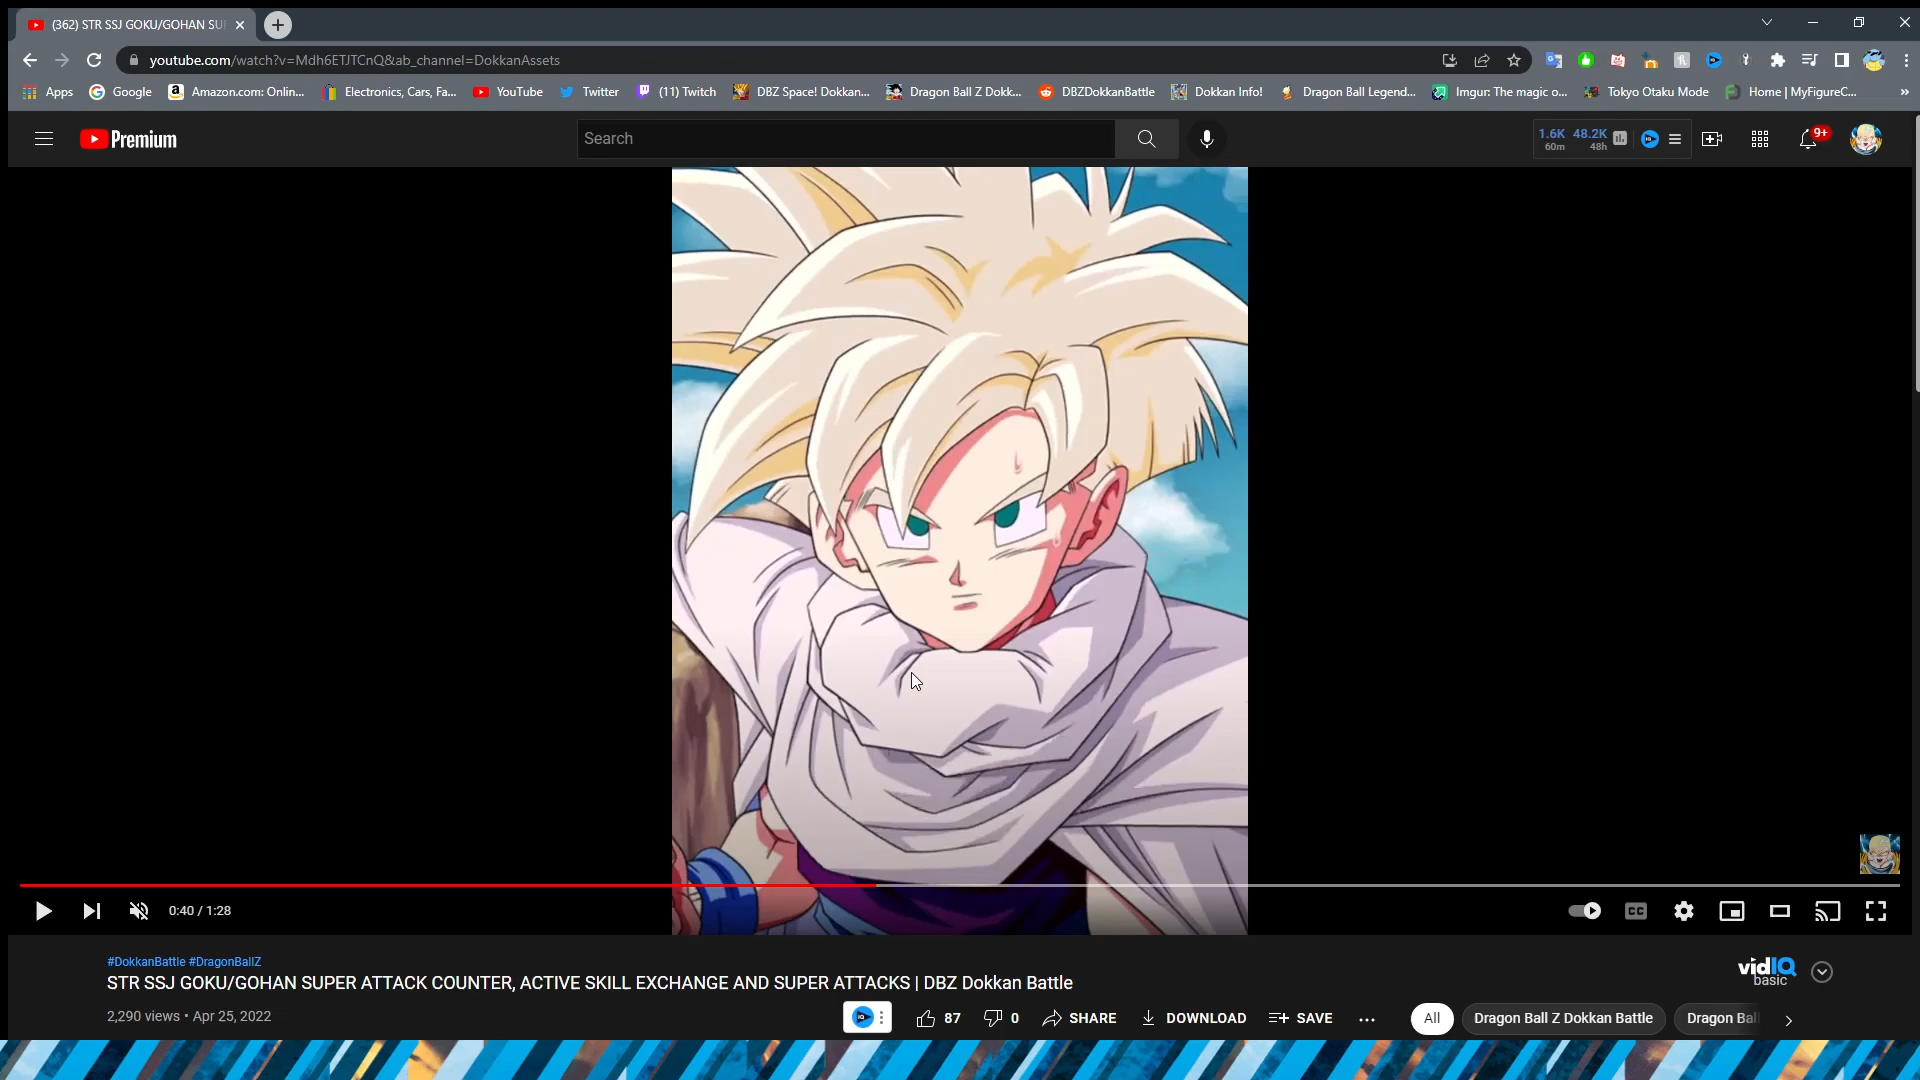 (362) STR SSJ GOKU/GOHAN SU
youtube.com/watch?v=Mdh6ETJTCnQ&ab_channel=DokkanAssets
Apps Google Amazon.com: Onlin... Electronics, Cars, Fa... YouTube Twitter (11) Twitch DBZ Space! Dokkan... Dragon Ball Z Dokk... DBZDokkanBattle Dokkan Info! Dragon Ball Legend... Imgur: The magic o... Tokyo Otaku Mode Home | MyFigureC... »
Premium Search 1.6K 48.2K 9+
60m 48h
0:40 / 1:28 CC
#DokkanBattle #DragonBallZ
STR SSJ GOKU/GOHAN SUPER ATTACK COUNTER, ACTIVE SKILL EXCHANGE AND SUPER ATTACKS | DBZ Dokkan Battle
vidIQ
basic
2,290 views • Apr 25, 2022
87 0 SHARE DOWNLOAD SAVE ... All Dragon Ball Z Dokkan Battle Dragon Ball